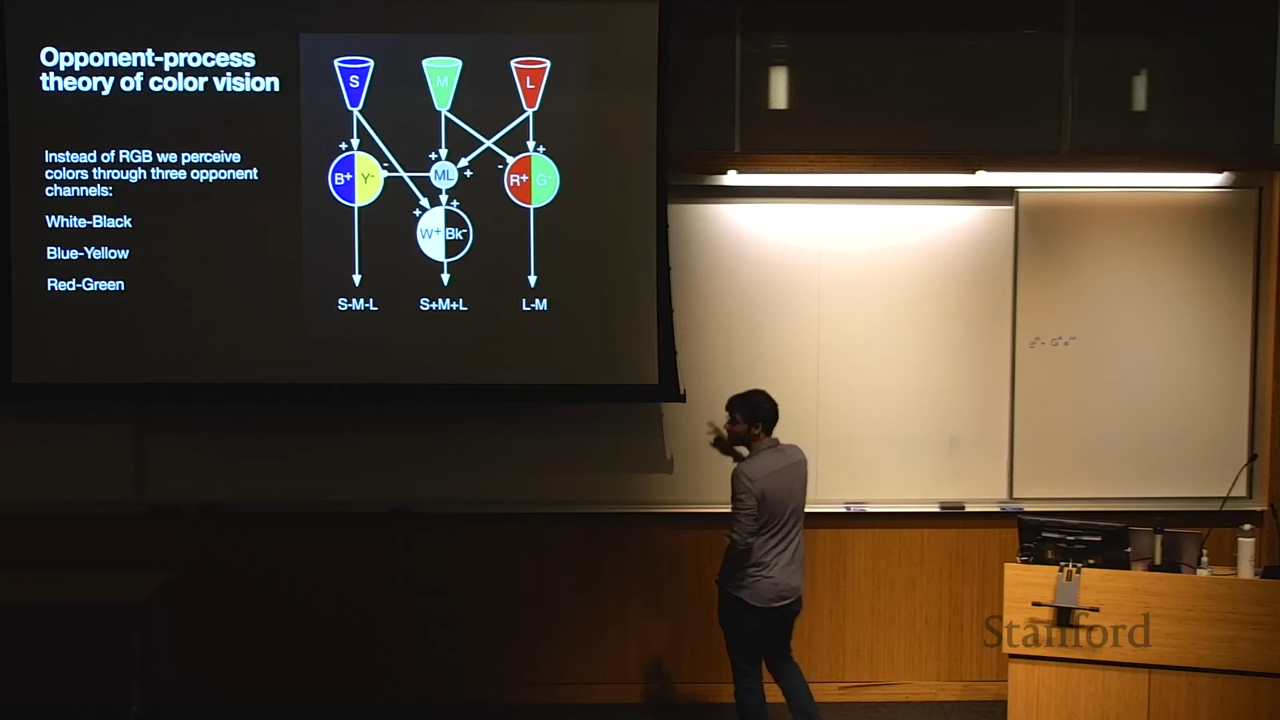 Opponent-process
theory of color vision
Instead of RGB we perceive
colors through three opponent
channels:
White-Black
Blue-Yellow
Red-Green
S M L
+ + - + + -
B+ Y- ML R+ G-
+ +
W+ Bk-
S-M-L S+M+L L-M
Stanford